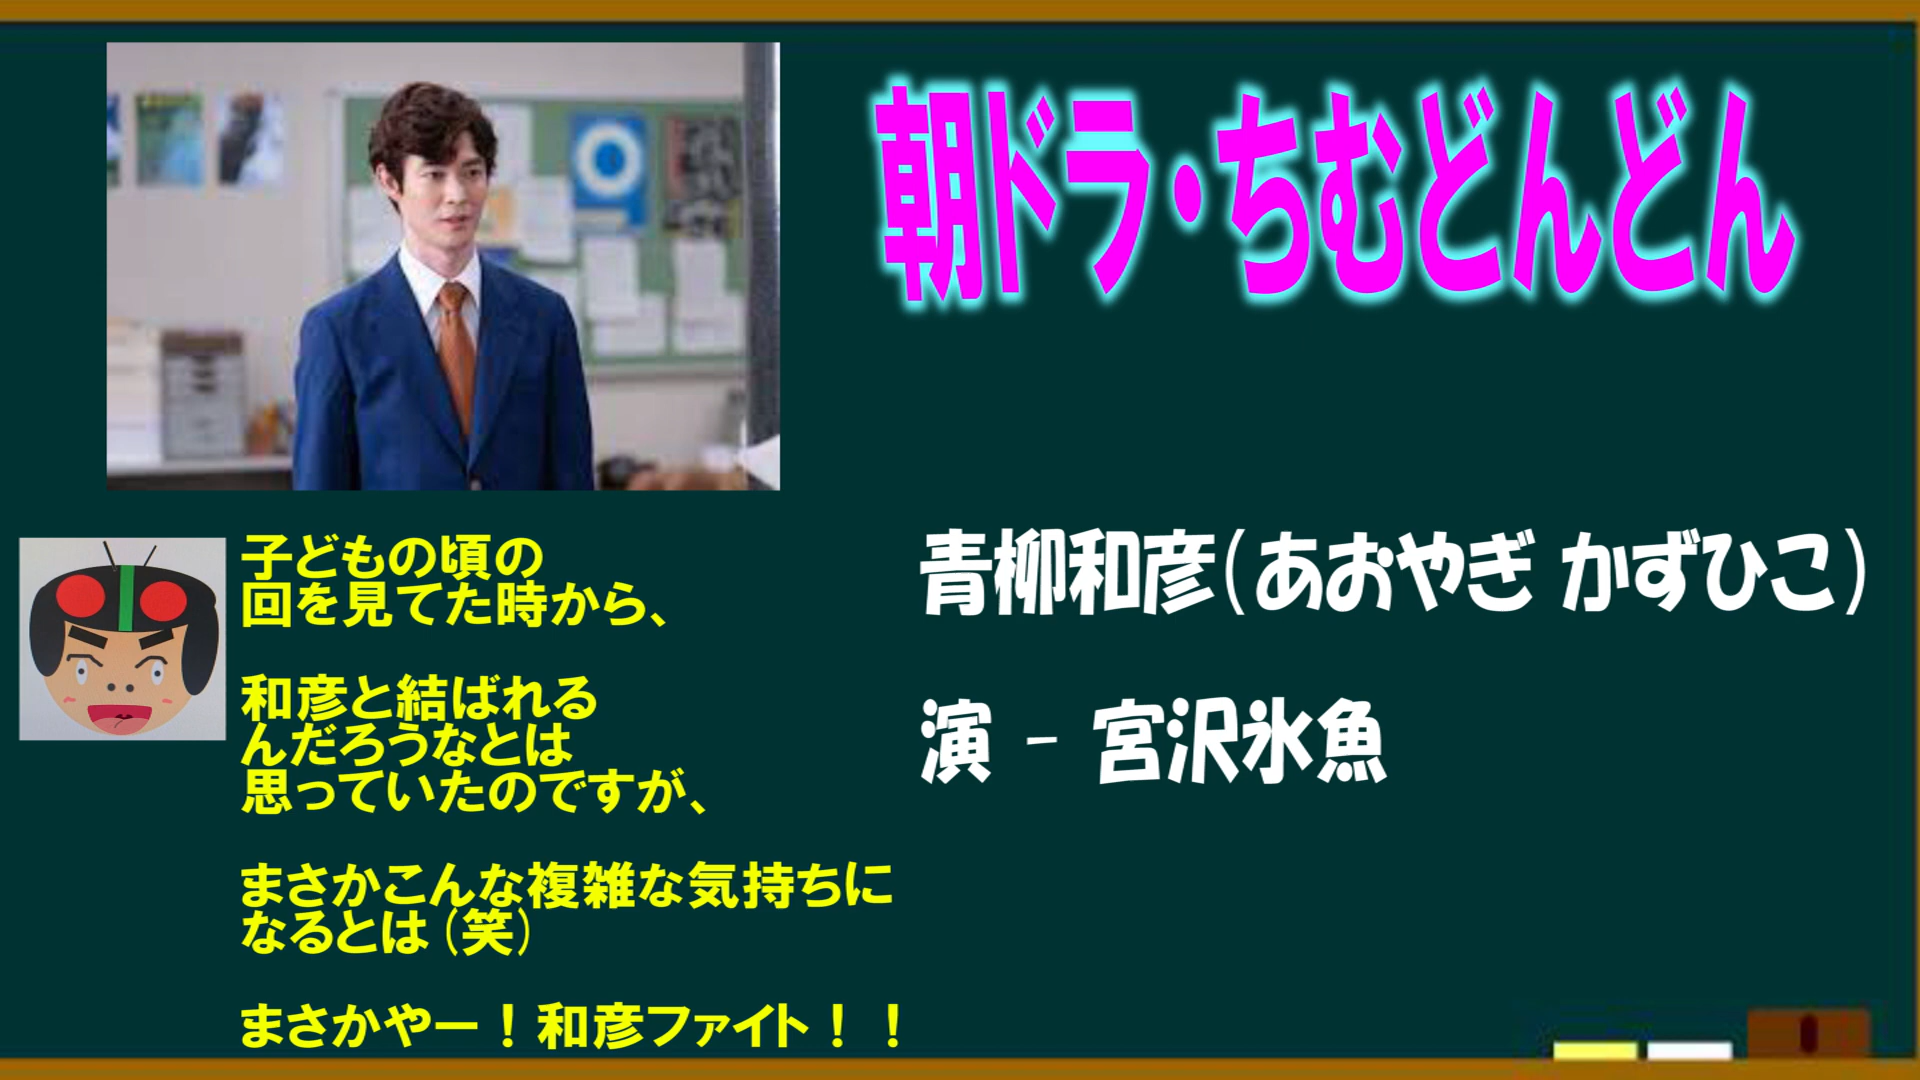 朝ドラ・ちむどんどん
子どもの頃の
回を見てた時から、
和彦と結ばれる
んだろうなとは
思っていたのですが、
まさかこんな複雑な気持ちに
なるとは(笑)
まさかやー！和彦ファイト！！
青柳和彦(あおやぎ かずひこ)
演 - 宮沢氷魚